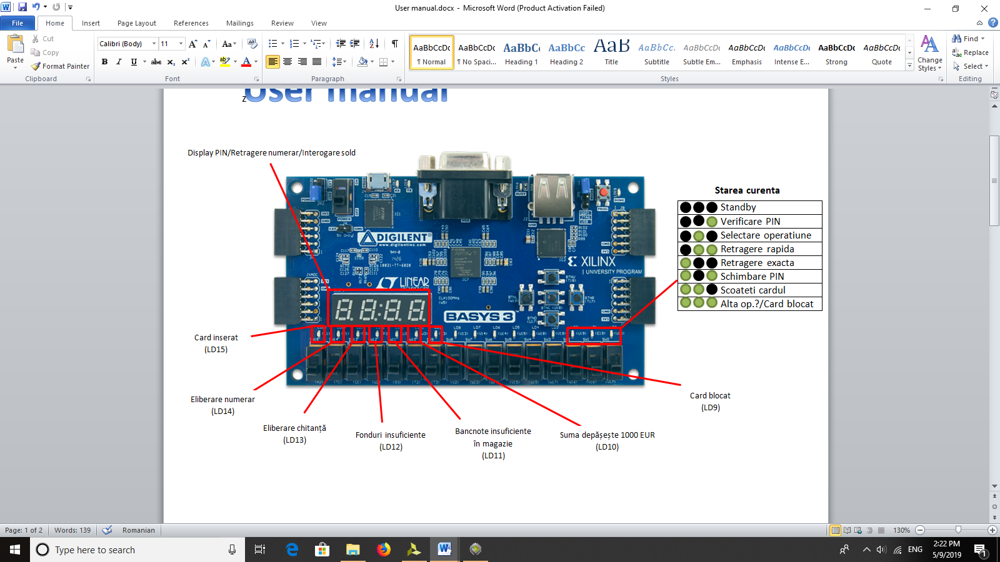 User manual.docx - Microsoft Word (Product Activation Failed)
File Home Insert Page Layout References Mailings Review View
Paste
Cut
Copy
Format Painter
Clipboard
Calibri (Body) 11
Font
Paragraph
AaBbCcDc AaBbCcDc AaBbCc AaBbCc AaB AaBbCc. AaBbCcDc AaBbCcDc AaBbCcDc AaBbCcDc AaBbCcDc
¶ Normal ¶ No Spaci... Heading 1 Heading 2 Title Subtitle Subtle Em... Emphasis Intense E... Strong Quote
Styles
Change Styles
Find
Replace
Select
Editing
z
User manual
Display PIN/Retragere numerar/Interogare sold
DIGILENT
www.digilentinc.com
XILINX
UNIVERSITY PROGRAM
LINEAR
ARTIX-7
CLK100MHz
(W5)
BASYS 3
Starea curenta
Standby
Verificare PIN
Selectare operatiune
Retragere rapida
Retragere exacta
Schimbare PIN
Scoateti cardul
Alta op.?/Card blocat
Card inserat
(LD15)
Eliberare numerar
(LD14)
Eliberare chitanță
(LD13)
Fonduri insuficiente
(LD12)
Bancnote insuficiente
în magazie
(LD11)
Suma depășește 1000 EUR
(LD10)
Card blocat
(LD9)
Page: 1 of 2 Words: 139 Romanian 130%
Type here to search
ENG
2:22 PM
5/9/2019